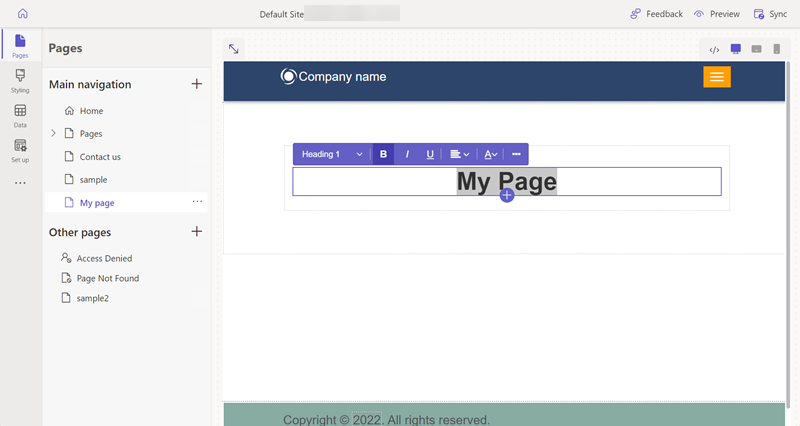 Default Site
Feedback
Preview
Sync
Pages
Styling
Data
Set up
Pages
Main navigation
Home
Pages
Contact us
sample
My page
Other pages
Access Denied
Page Not Found
sample2
</>
Company name
Heading 1
B
I
U
A
My Page
Copyright © 2022. All rights reserved.